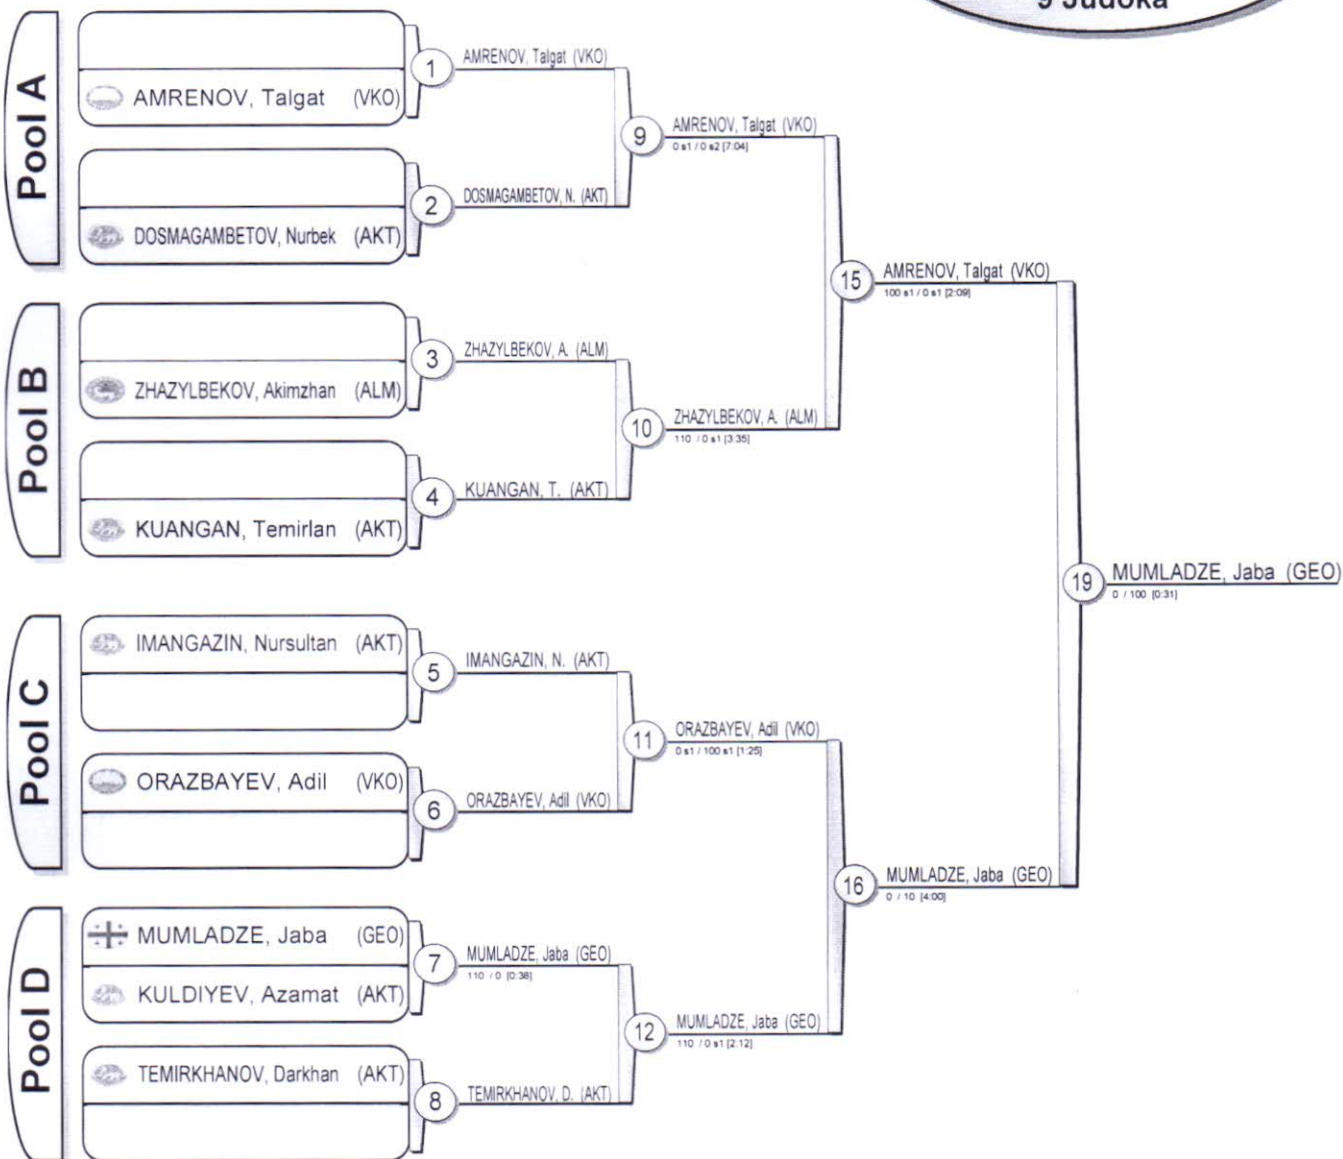 9 Judoka
Pool A
AMRENOV, Talgat (VKO)
DOSMAGAMBETOV, Nurbek (AKT)
1
AMRENOV, Talgat (VKO)
2
DOSMAGAMBETOV, N. (AKT)
9
AMRENOV, Talgat (VKO)
0 s1 / 0 s2 [7:04]
Pool B
ZHAZYLBEKOV, Akimzhan (ALM)
KUANGAN, Temirlan (AKT)
3
ZHAZYLBEKOV, A. (ALM)
4
KUANGAN, T. (AKT)
10
ZHAZYLBEKOV, A. (ALM)
110 / 0 s1 [3:35]
15
AMRENOV, Talgat (VKO)
100 s1 / 0 s1 [2:09]
Pool C
IMANGAZIN, Nursultan (AKT)
ORAZBAYEV, Adil (VKO)
5
IMANGAZIN, N. (AKT)
6
ORAZBAYEV, Adil (VKO)
11
ORAZBAYEV, Adil (VKO)
0 s1 / 100 s1 [1:25]
Pool D
MUMLADZE, Jaba (GEO)
KULDIYEV, Azamat (AKT)
TEMIRKHANOV, Darkhan (AKT)
7
MUMLADZE, Jaba (GEO)
110 / 0 [0:38]
8
TEMIRKHANOV, D. (AKT)
12
MUMLADZE, Jaba (GEO)
110 / 0 s1 [2:12]
16
MUMLADZE, Jaba (GEO)
0 / 10 [4:00]
19
MUMLADZE, Jaba (GEO)
0 / 100 [0:31]